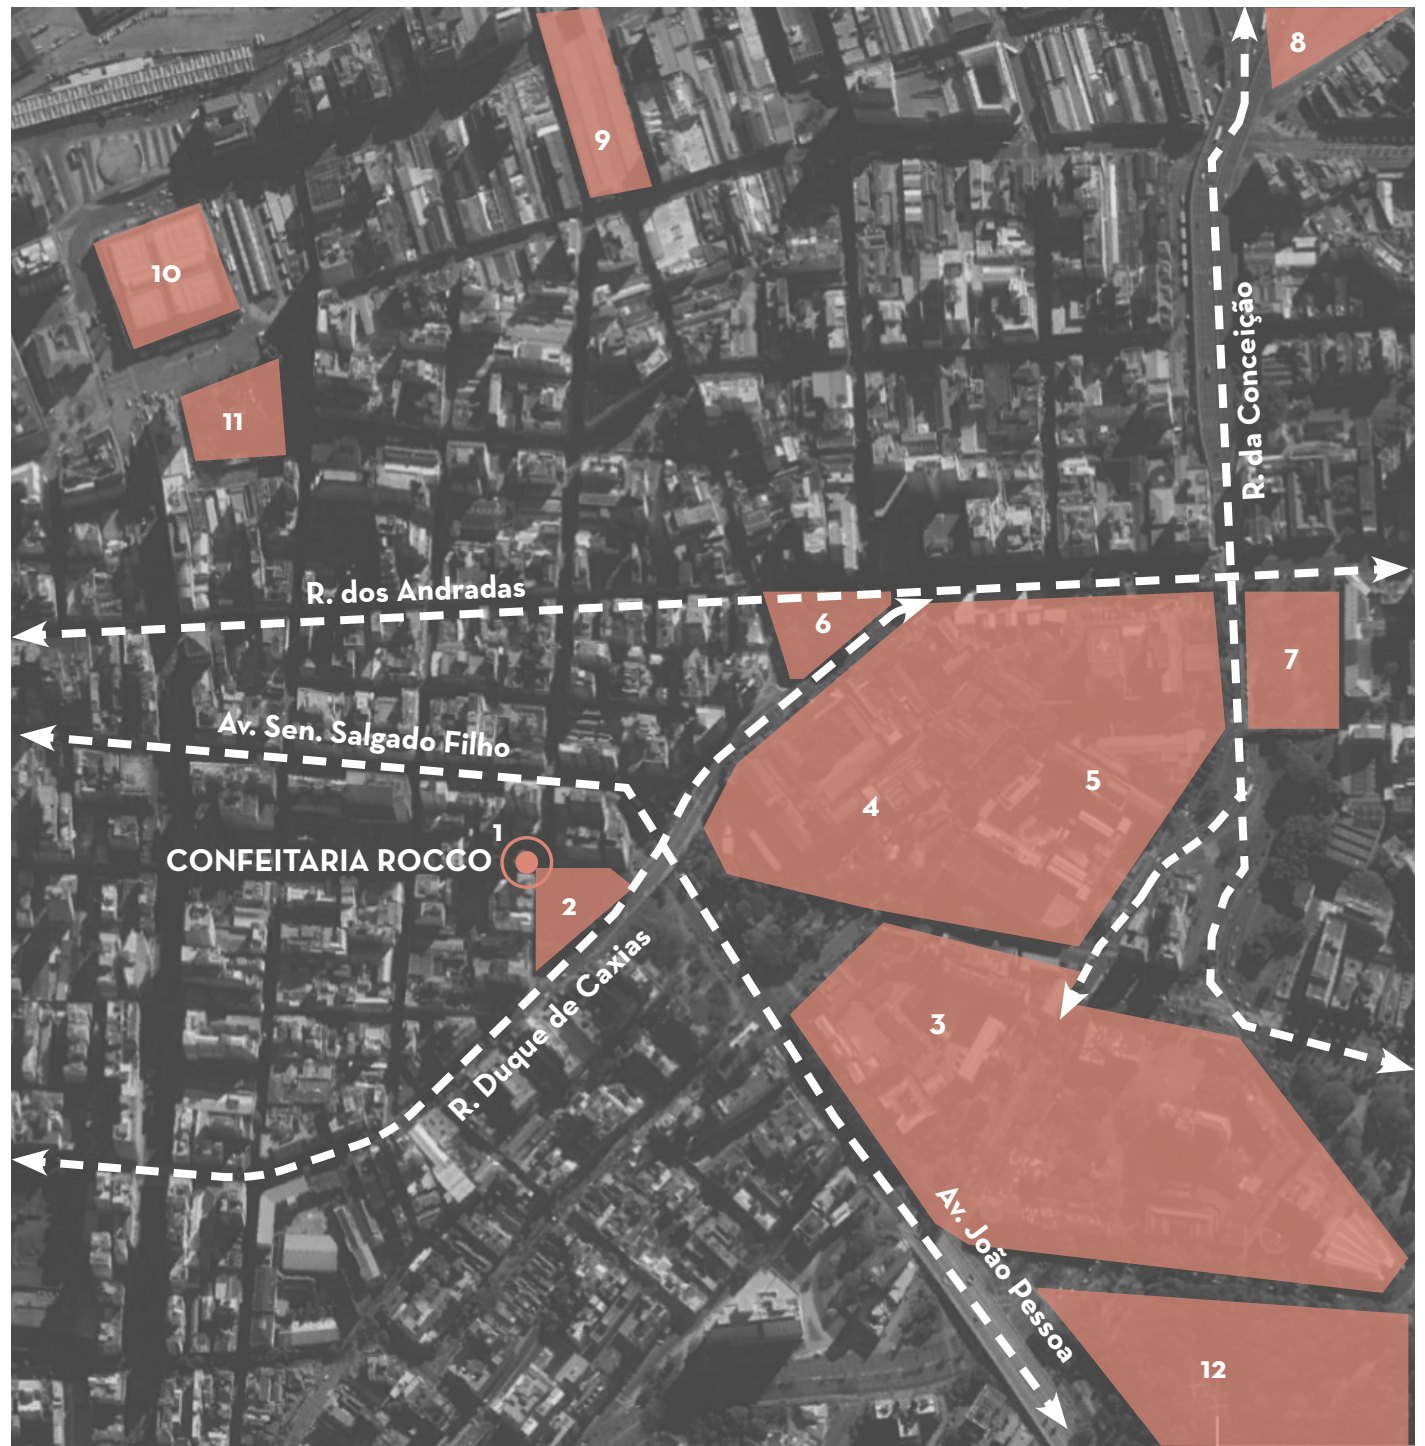 8
9
R. da Conceição
10
11
R. dos Andradas
6
7
Av. Sen. Salgado Filho
5
4
1
CONFEITARIA ROCCO
2
R. Duque de Caxias
3
Av. João Pessoa
12